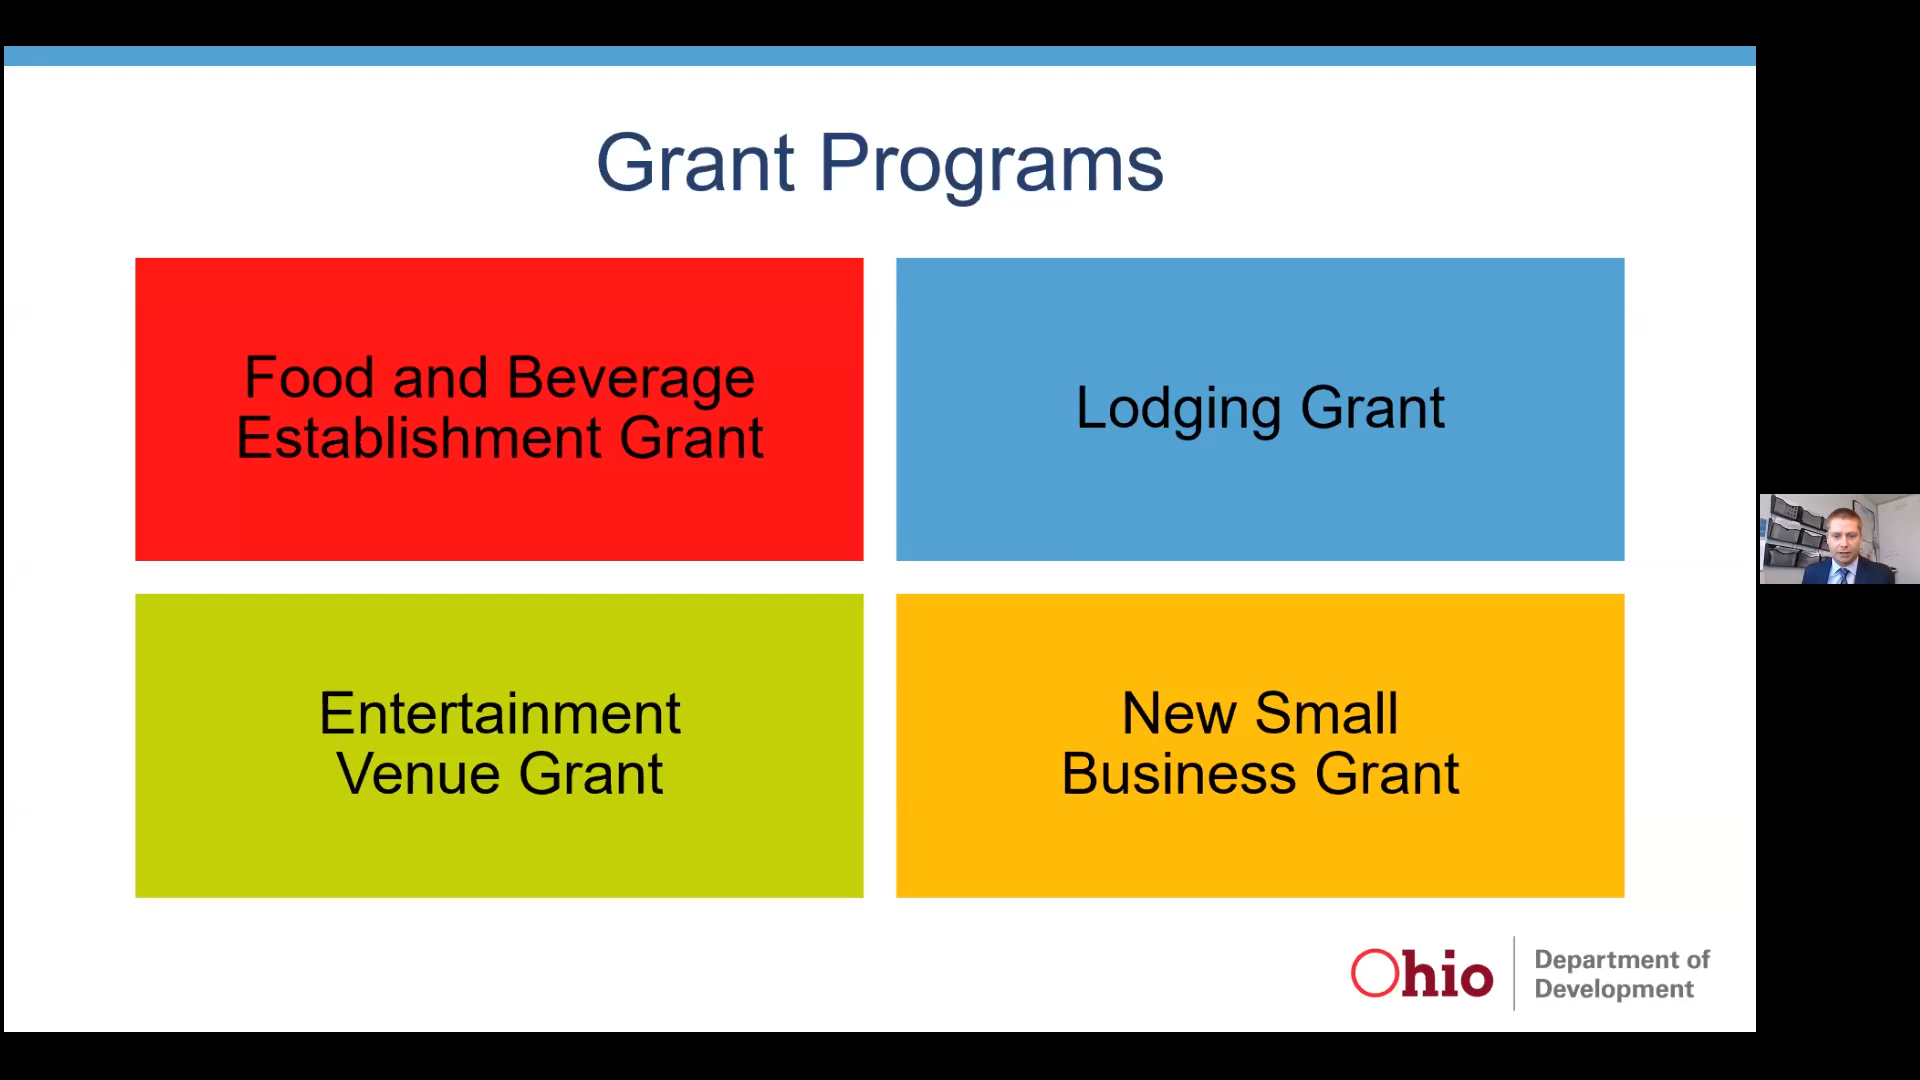 Grant Programs
Food and Beverage
Establishment Grant
Lodging Grant
Entertainment
Venue Grant
New Small
Business Grant
Ohio
Department of
Development